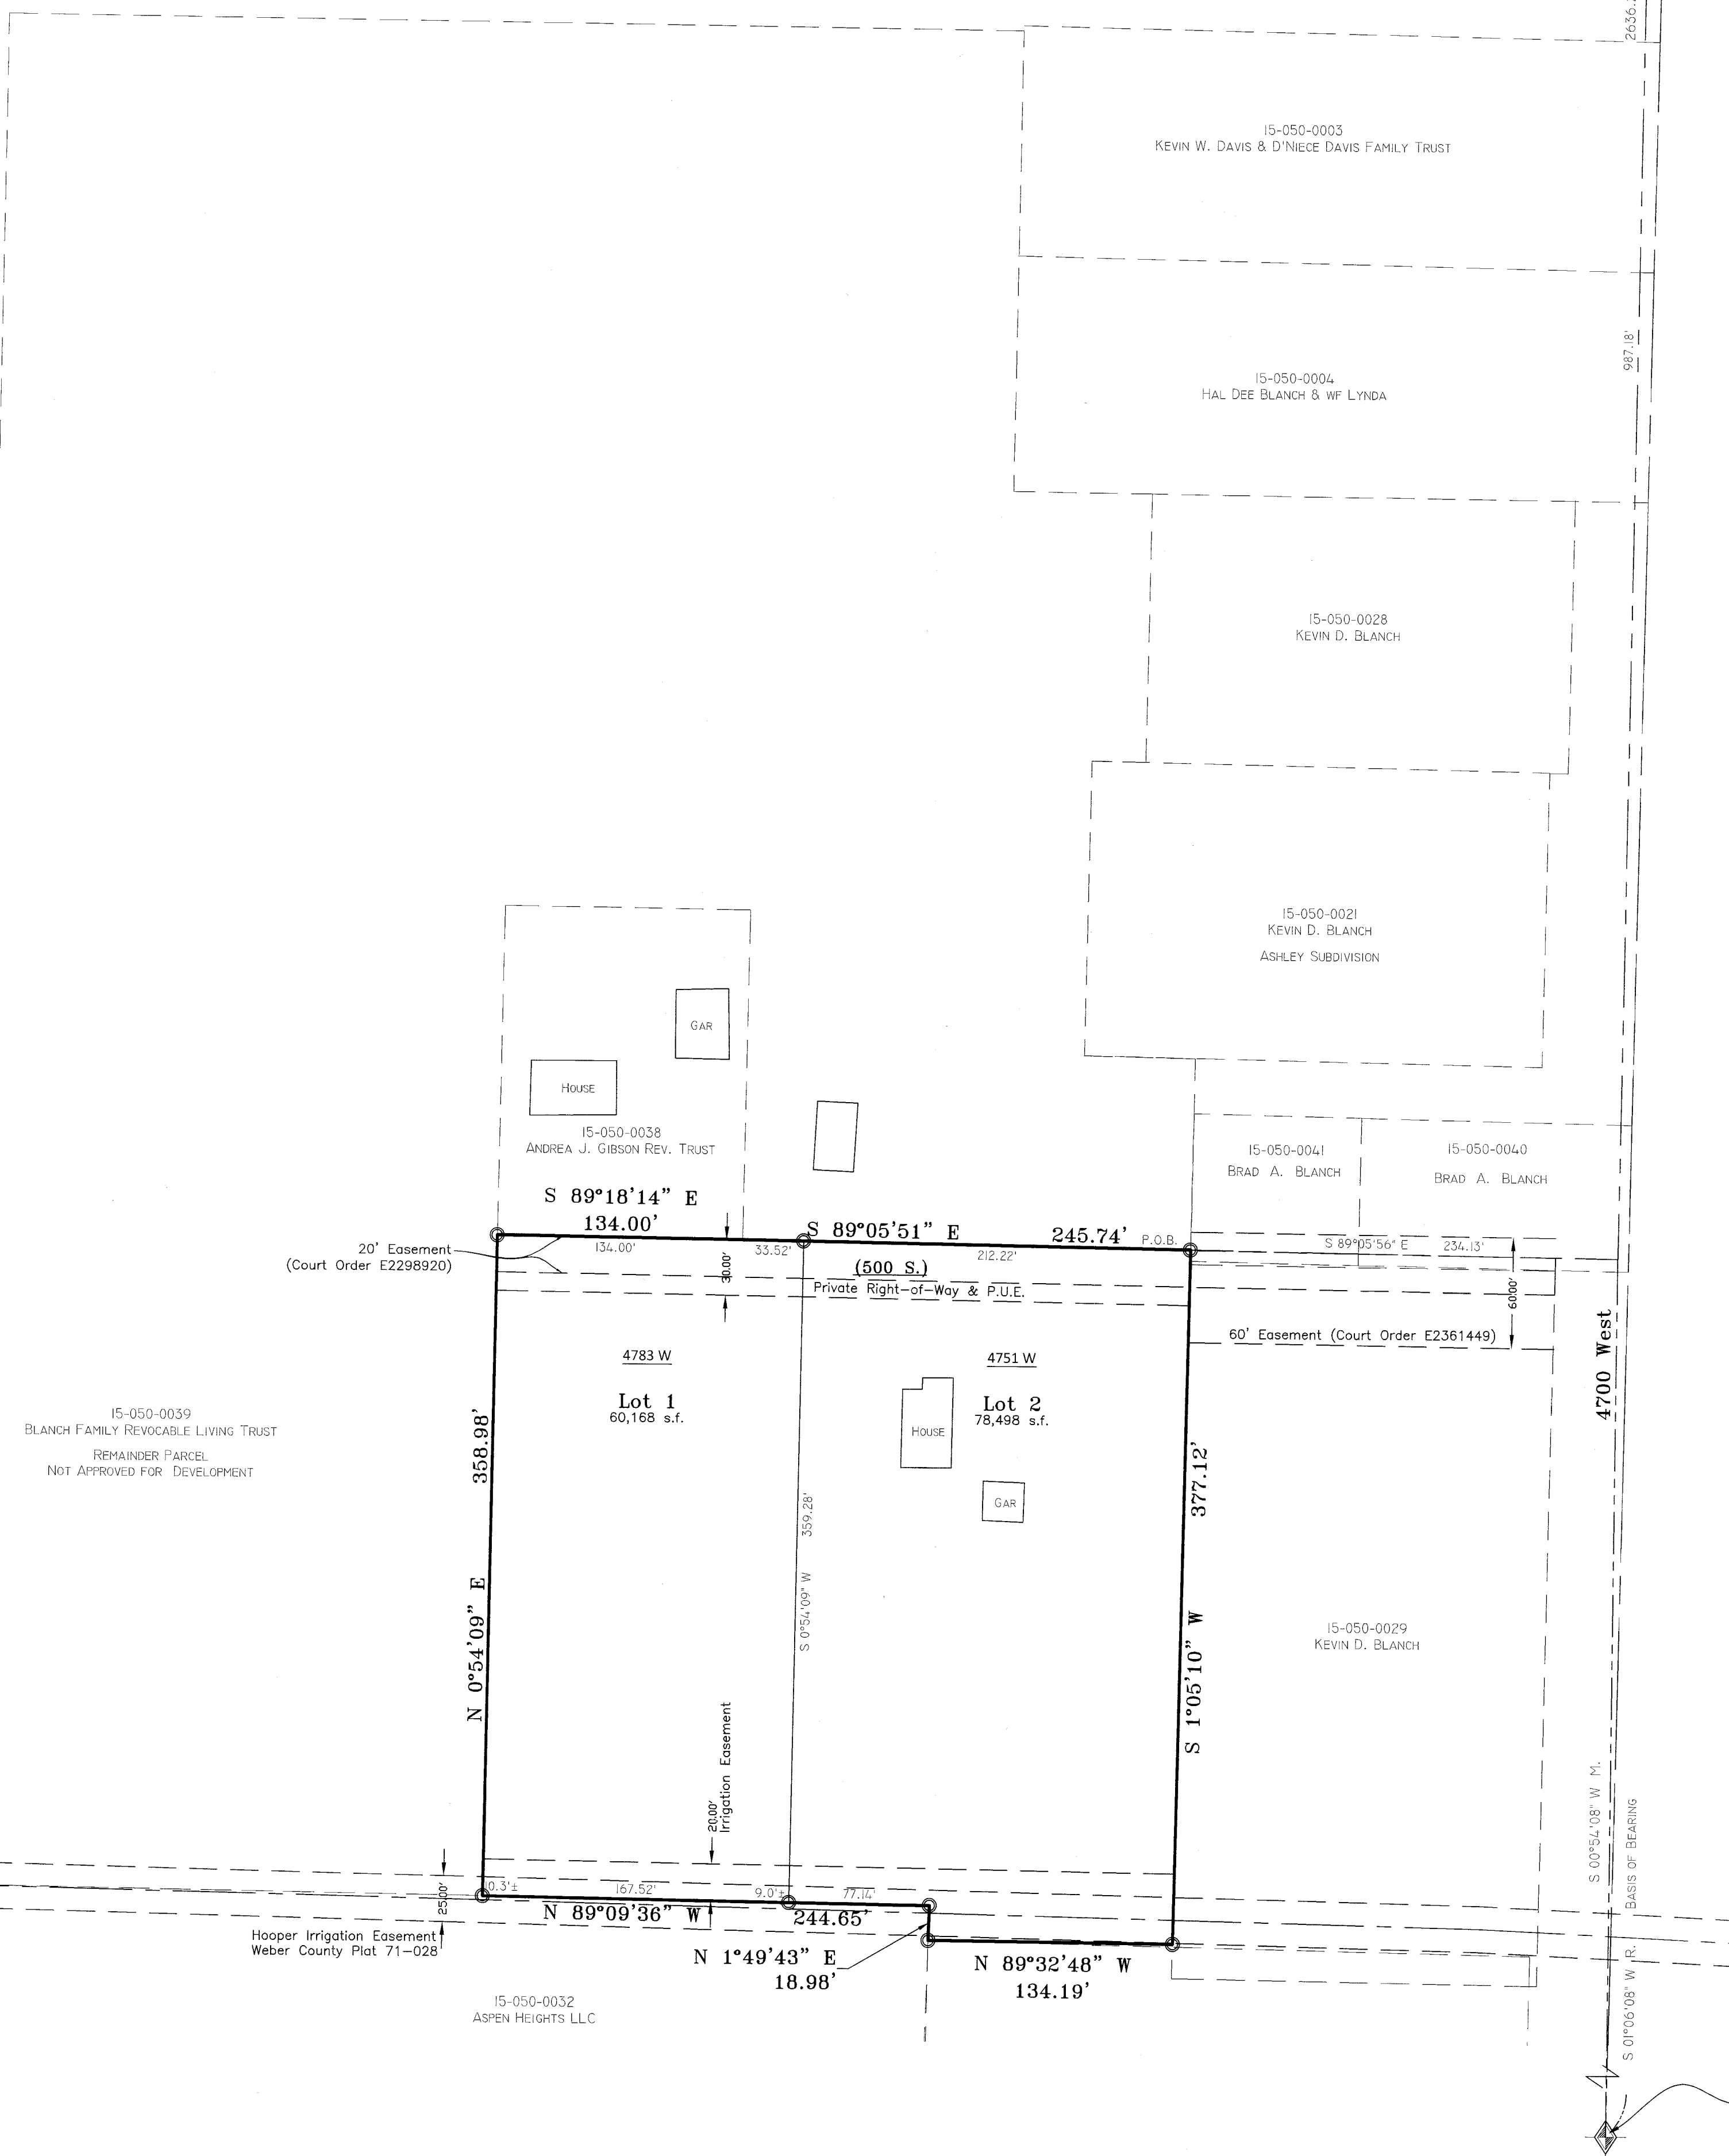 2636.
15-050-0003
KEVIN W. DAVIS & D'NIECE DAVIS FAMILY TRUST
987.18'
15-050-0004
HAL DEE BLANCH & WF LYNDA
15-050-0028
KEVIN D. BLANCH
15-050-0021
KEVIN D. BLANCH
ASHLEY SUBDIVISION
GAR
HOUSE
15-050-0038
ANDREA J. GIBSON REV. TRUST
15-050-0041
BRAD A. BLANCH
15-050-0040
BRAD A. BLANCH
S 89°18'14" E
134.00'
S 89°05'51" E 245.74' P.O.B.
20' Easement
(Court Order E2298920)
134.00'
33.52'
30.00'
212.22'
S 89°05'56" E 234.13'
(500 S.)
Private Right-of-Way & P.U.E.
60.00'
60' Easement (Court Order E2361449)
4700 West
4783 W
Lot 1
60,168 s.f.
4751 W
Lot 2
78,498 s.f.
HOUSE
GAR
15-050-0039
BLANCH FAMILY REVOCABLE LIVING TRUST
REMAINDER PARCEL
NOT APPROVED FOR DEVELOPMENT
N 0°54'09" E 358.98'
S 0°54'09" W 359.28'
S 1°05'10" W 377.12'
15-050-0029
KEVIN D. BLANCH
20.00'
Irrigation Easement
S 00°54'08" W M.
BASIS OF BEARING
S 01°06'08" W R.
25.00'
0.3'±
167.52'
9.0'±
77.14'
N 89°09'36" W 244.65'
Hooper Irrigation Easement
Weber County Plat 71-028
N 1°49'43" E
18.98'
N 89°32'48" W
134.19'
15-050-0032
ASPEN HEIGHTS LLC